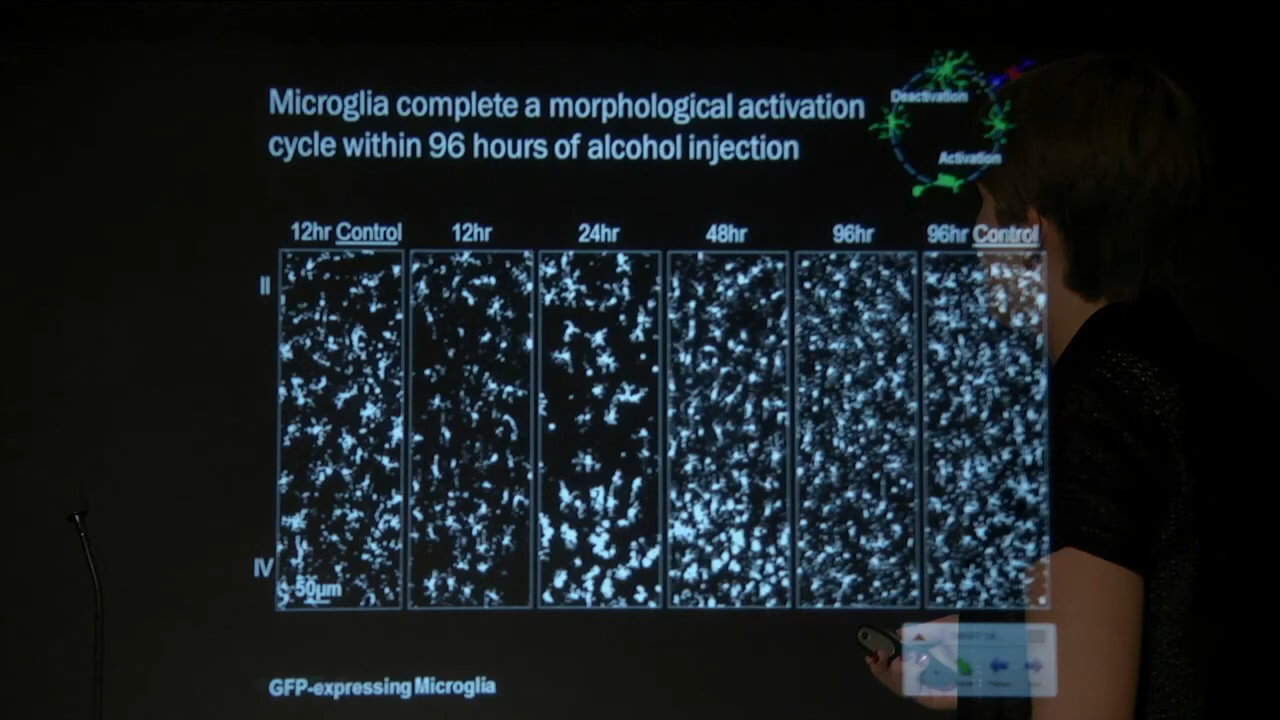 Microglia complete a morphological activation
cycle within 96 hours of alcohol injection
Deactivation
Activation
12hr Control
12hr
24hr
48hr
96hr
96hr Control
II
IV
50µm
GFP-expressing Microglia